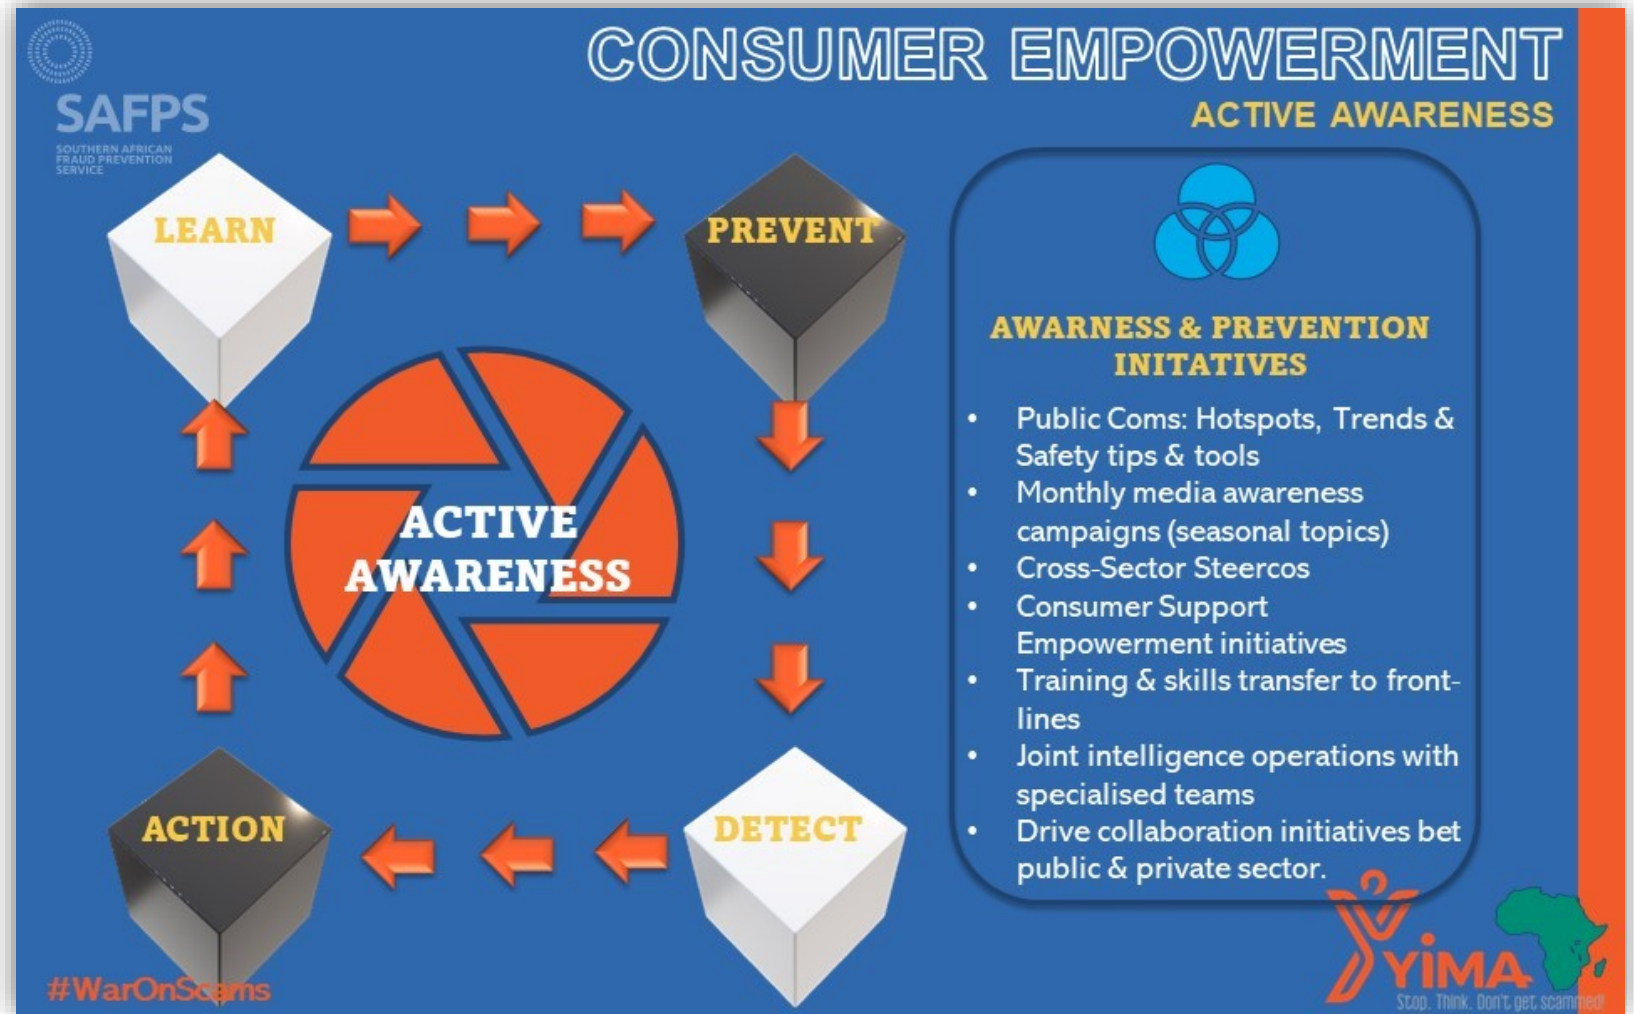 CONSUMER EMPOWERMENT
ACTIVE AWARENESS
SAFPS
SOUTHERN AFRICAN
FRAUD PREVENTION
SERVICE
LEARN
PREVENT
ACTIVE
AWARENESS
ACTION
DETECT
AWARNESS & PREVENTION
INITATIVES
• Public Coms: Hotspots, Trends &
Safety tips & tools
• Monthly media awareness
campaigns (seasonal topics)
• Cross-Sector Steercos
• Consumer Support
Empowerment initiatives
• Training & skills transfer to front-
lines
• Joint intelligence operations with
specialised teams
• Drive collaboration initiatives bet
public & private sector.
#WarOnScams
YIMA
Stop. Think. Don't get scammed!